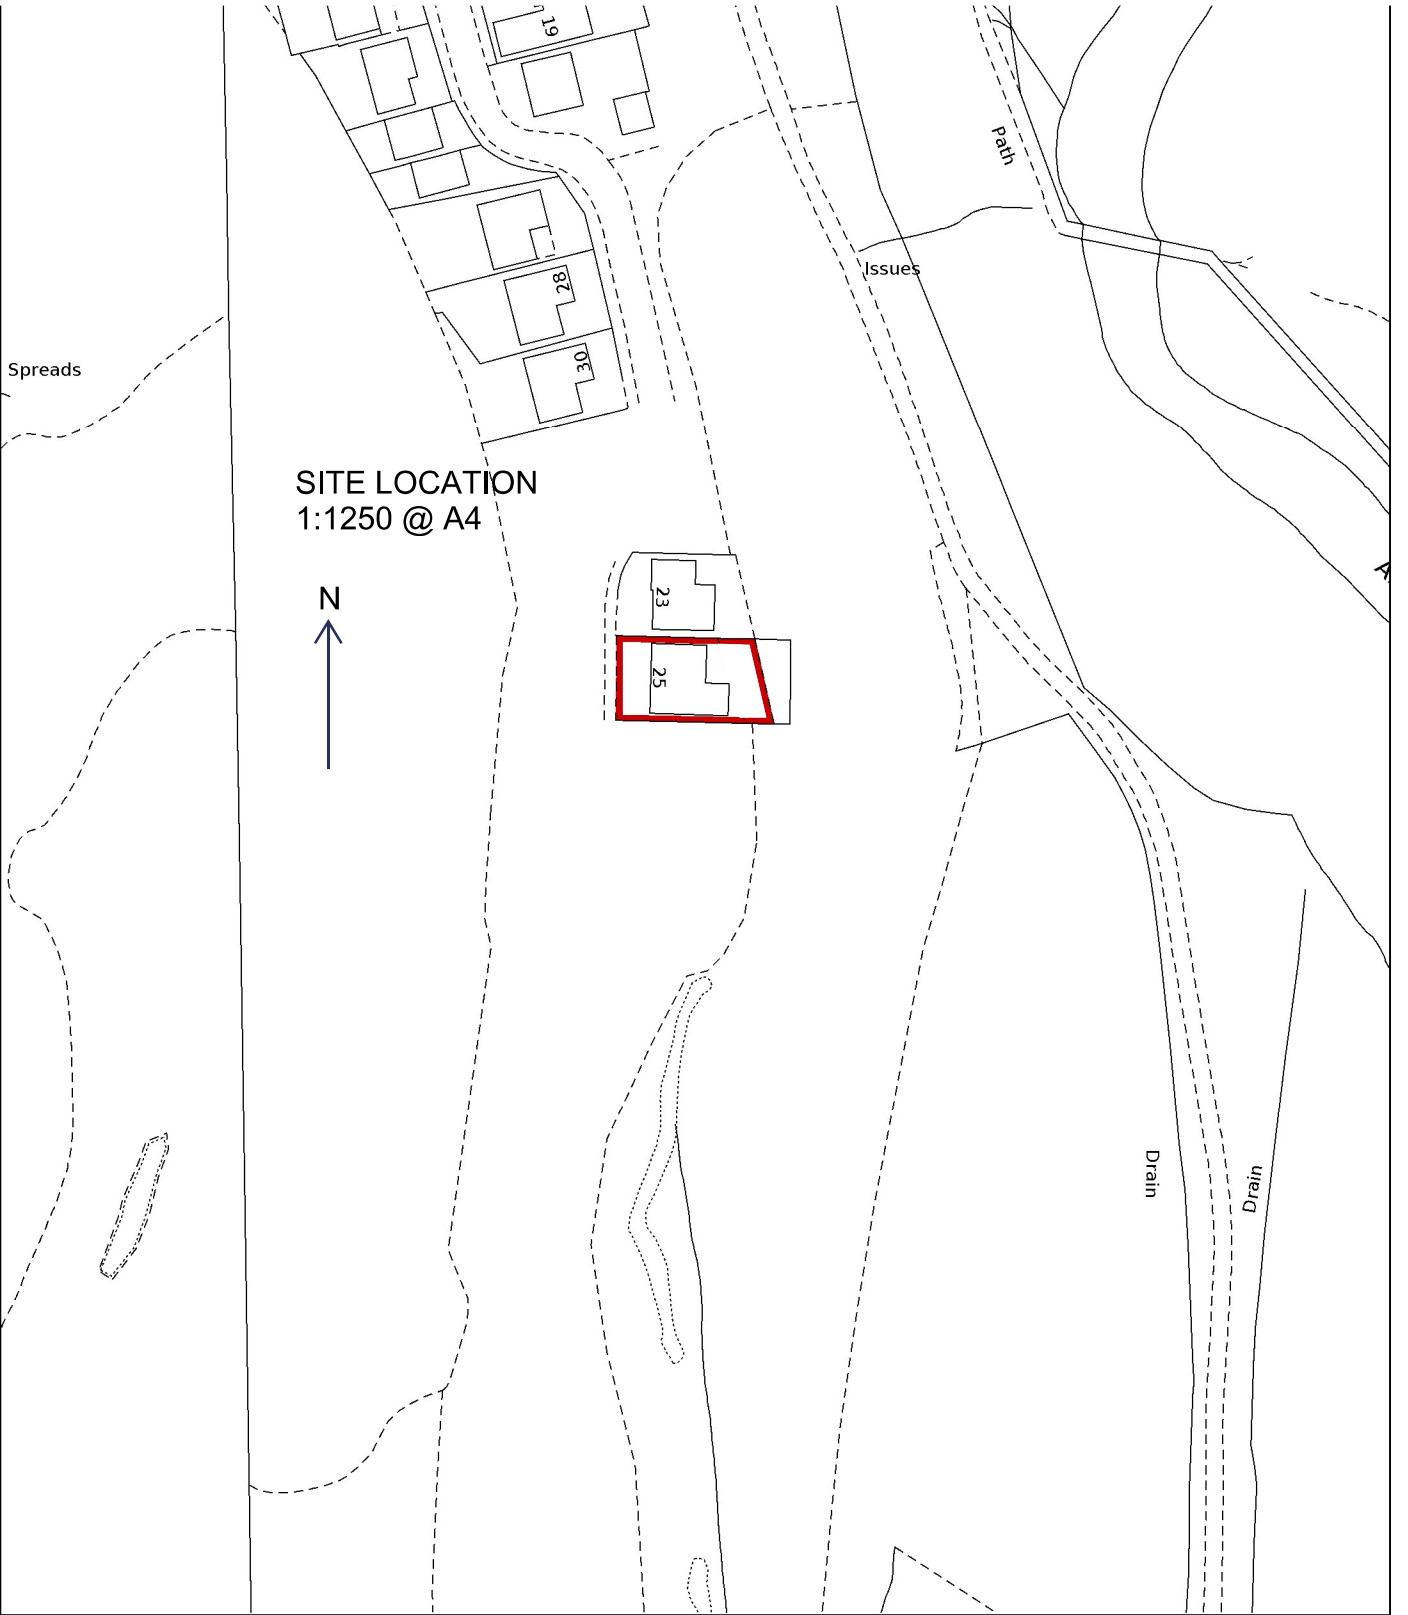 19
Path
Issues
28
30
Spreads
SITE LOCATION
1:1250 @ A4
N
23
25
A
Drain
Drain